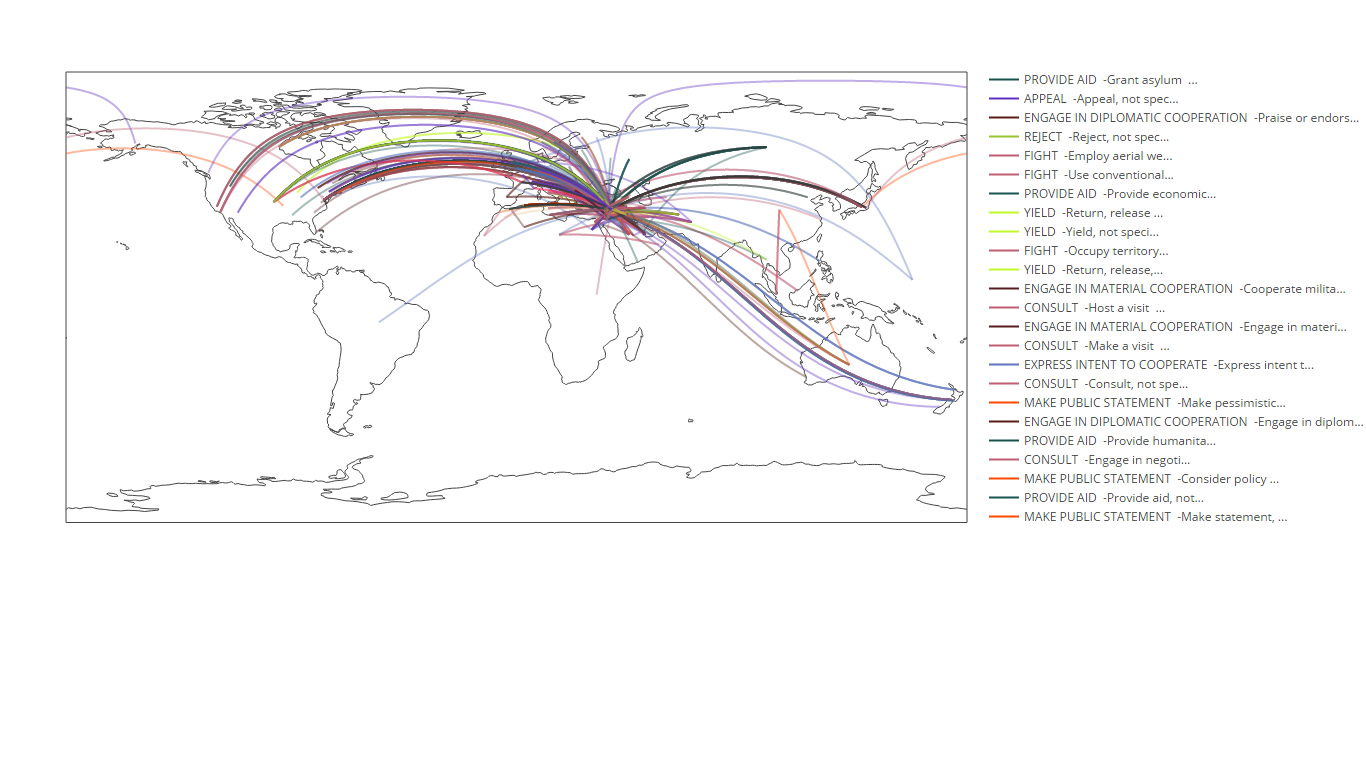 PROVIDE AID -Grant asylum ...
APPEAL -Appeal, not spec...
ENGAGE IN DIPLOMATIC COOPERATION -Praise or endors...
REJECT -Reject, not spec...
FIGHT -Employ aerial we...
FIGHT -Use conventional...
PROVIDE AID -Provide economic...
YIELD -Return, release ...
YIELD -Yield, not speci...
FIGHT -Occupy territory...
YIELD -Return, release,...
ENGAGE IN MATERIAL COOPERATION -Cooperate milita...
CONSULT -Host a visit ...
ENGAGE IN MATERIAL COOPERATION -Engage in materi...
CONSULT -Make a visit ...
EXPRESS INTENT TO COOPERATE -Express intent t...
CONSULT -Consult, not spe...
MAKE PUBLIC STATEMENT -Make pessimistic...
ENGAGE IN DIPLOMATIC COOPERATION -Engage in diplom...
PROVIDE AID -Provide humanita...
CONSULT -Engage in negoti...
MAKE PUBLIC STATEMENT -Consider policy ...
PROVIDE AID -Provide aid, not...
MAKE PUBLIC STATEMENT -Make statement, ...